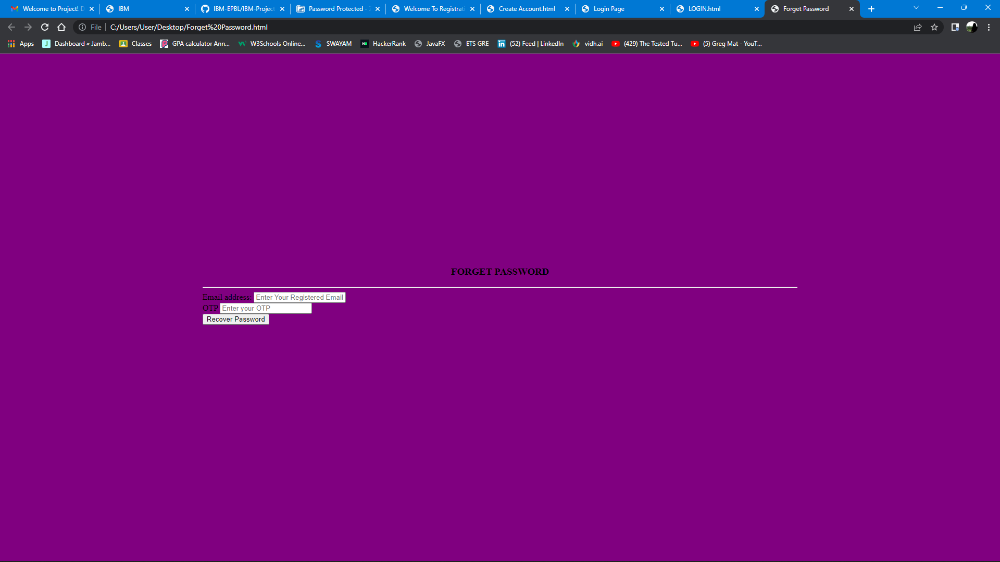 Welcome to Project! D
IBM
IBM-EPBL/IBM-Project
Password Protected -
Welcome To Registrati
Create Account.html
Login Page
LOGIN.html
Forget Password
File
C:/Users/User/Desktop/Forget%20Password.html
Apps
Dashboard « Jamb...
Classes
GPA calculator Ann...
W3Schools Online...
SWAYAM
HackerRank
JavaFX
ETS GRE
(52) Feed | LinkedIn
vidh.ai
(429) The Tested Tu...
(5) Greg Mat - YouT...
FORGET PASSWORD
Email address: Enter Your Registered Email
OTP Enter your OTP
Recover Password